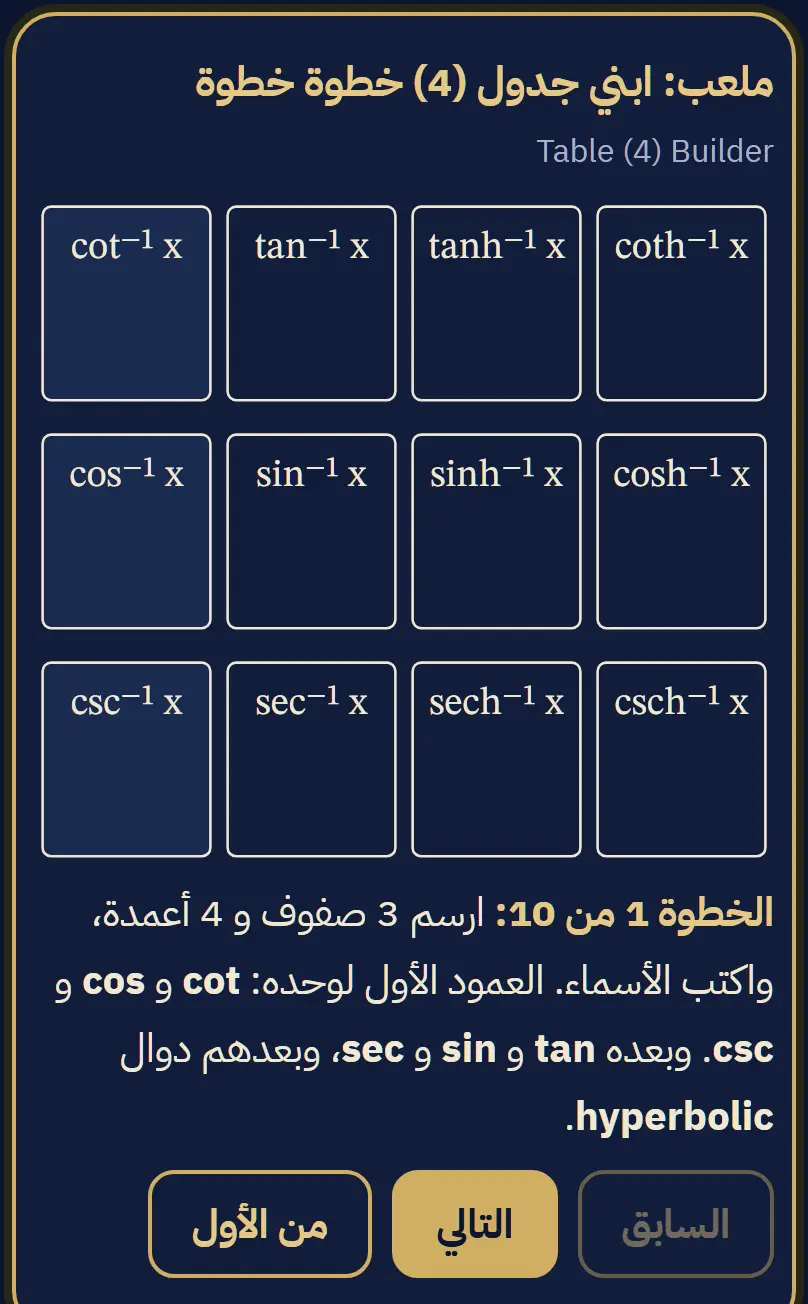 ملعب: ابني جدول (4) خطوة خطوة
Table (4) Builder
cot⁻¹ x tan⁻¹ x tanh⁻¹ x coth⁻¹ x
cos⁻¹ x sin⁻¹ x sinh⁻¹ x cosh⁻¹ x
csc⁻¹ x sec⁻¹ x sech⁻¹ x csch⁻¹ x
الخطوة 1 من 10: ارسم 3 صفوف و 4 أعمدة،
واكتب الأسماء. العمود الأول لوحده: cot و cos و
csc. وبعده tan و sin و sec، وبعدهم دوال
hyperbolic.
السابق التالي من الأول